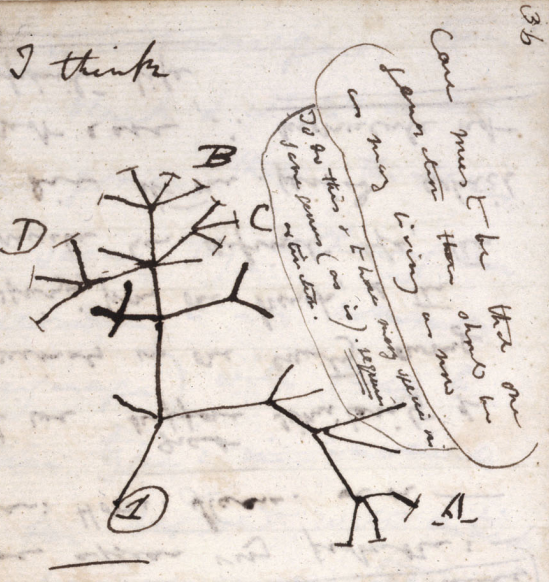 36
I think
Case must be that one
generation then should be
as many living as now
To do this & to have many species in
same genus (as is). requires
extinction.
B
C
D
A
1